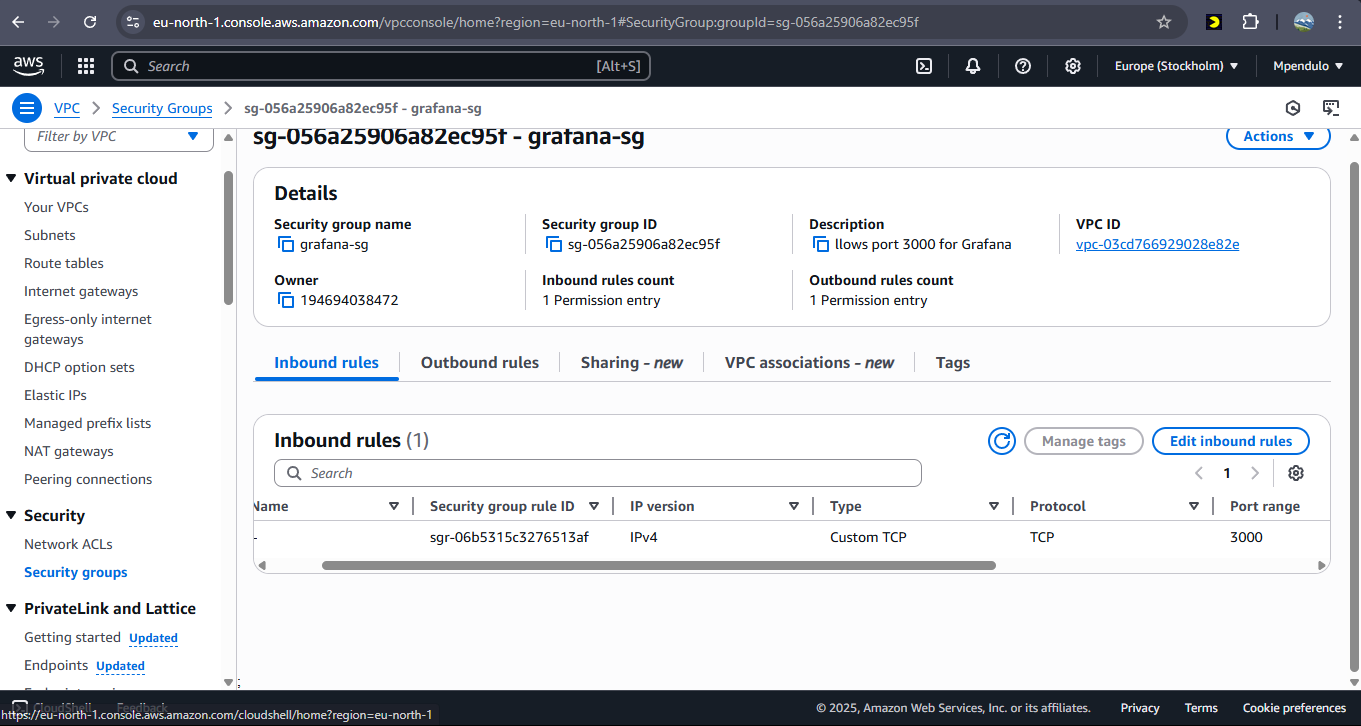 eu-north-1.console.aws.amazon.com/vpcconsole/home?region=eu-north-1#SecurityGroup:groupId=sg-056a25906a82ec95f
aws
Search [Alt+S]
Europe (Stockholm)
Mpendulo
VPC > Security Groups > sg-056a25906a82ec95f - grafana-sg
Filter by VPC
Virtual private cloud
Your VPCs
Subnets
Route tables
Internet gateways
Egress-only internet
gateways
DHCP option sets
Elastic IPs
Managed prefix lists
NAT gateways
Peering connections
Security
Network ACLs
Security groups
PrivateLink and Lattice
Getting started Updated
Endpoints Updated
sg-056a25906a82ec95f - grafana-sg
Actions
Details
Security group name
grafana-sg
Security group ID
sg-056a25906a82ec95f
Description
llows port 3000 for Grafana
VPC ID
vpc-03cd766929028e82e
Owner
194694038472
Inbound rules count
1 Permission entry
Outbound rules count
1 Permission entry
Inbound rules
Outbound rules
Sharing - new
VPC associations - new
Tags
Inbound rules (1)
Manage tags
Edit inbound rules
Search
1
Name Security group rule ID IP version Type Protocol Port range
- sgr-06b5315c3276513af IPv4 Custom TCP TCP 3000
CloudShell Feedback
https://eu-north-1.console.aws.amazon.com/cloudshell/home?region=eu-north-1
© 2025, Amazon Web Services, Inc. or its affiliates.
Privacy
Terms
Cookie preferences